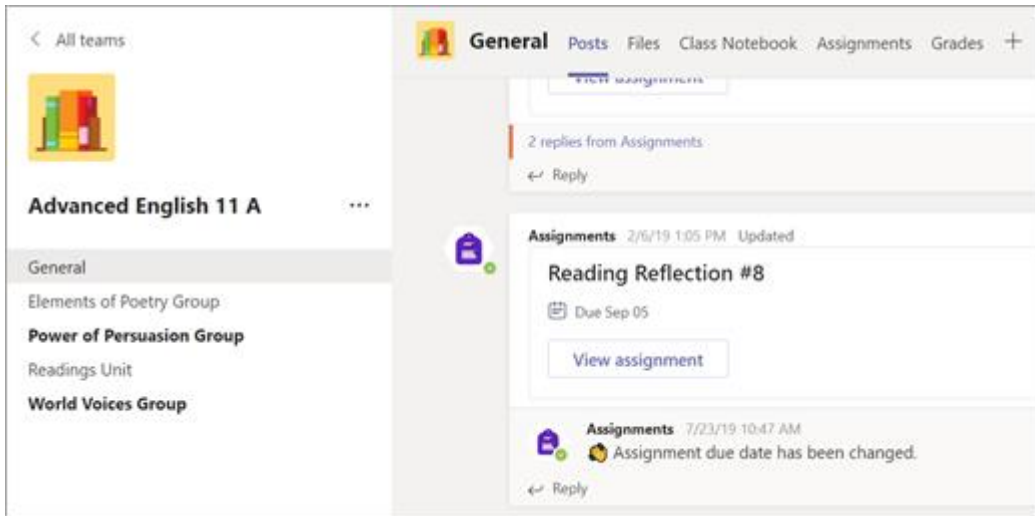 All teams
Advanced English 11 A
General
Elements of Poetry Group
Power of Persuasion Group
Readings Unit
World Voices Group
General Posts Files Class Notebook Assignments Grades
View assignment
2 replies from Assignments
Reply
Assignments 2/6/19 1:05 PM Updated
Reading Reflection #8
Due Sep 05
View assignment
Assignments 7/23/19 10:47 AM
Assignment due date has been changed.
Reply